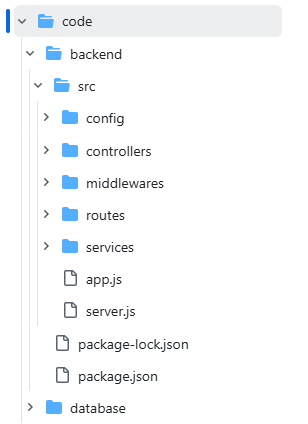 code
backend
src
config
controllers
middlewares
routes
services
app.js
server.js
package-lock.json
package.json
database